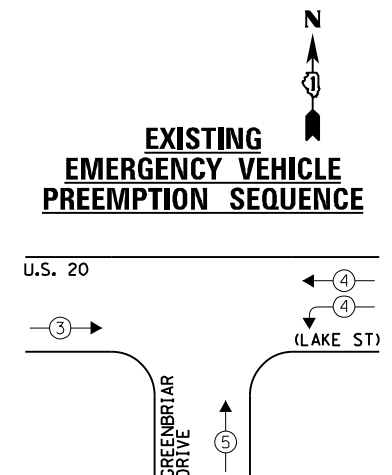 N
1
EXISTING
EMERGENCY VEHICLE
PREEMPTION SEQUENCE
U.S. 20
4
4
3
(LAKE ST)
GREENBRIAR
DRIVE
5